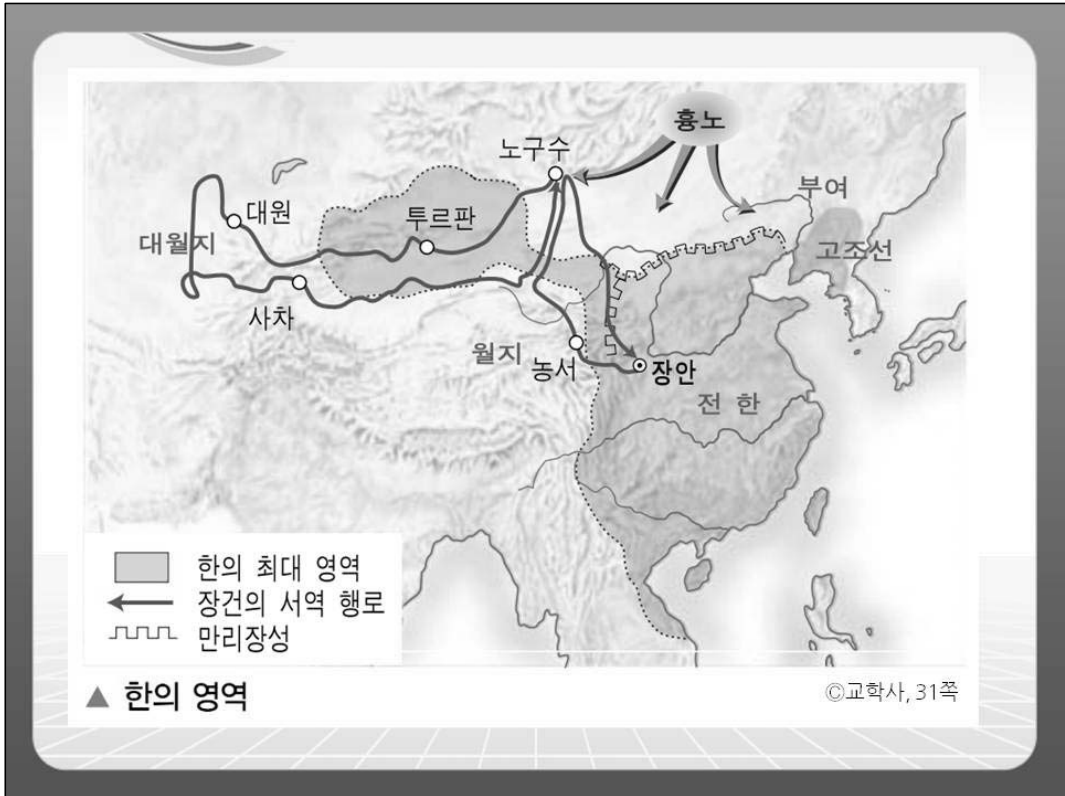 흉노
노구수
부여
대원
투르판
대월지
고조선
사차
월지
농서
장안
전 한
한의 최대 영역
장건의 서역 행로
만리장성
▲ 한의 영역
©교학사, 31쪽